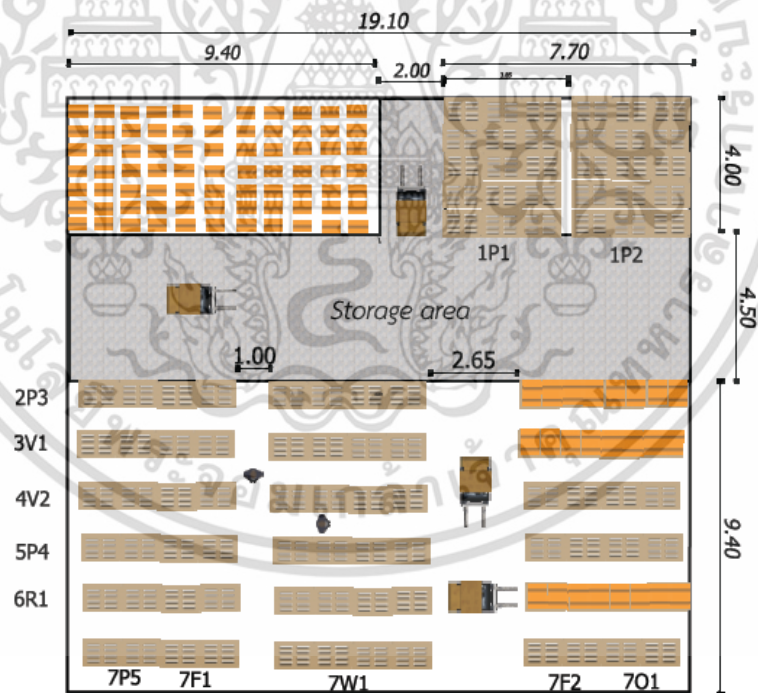 19.10
9.40
2.00
7.70
4.00
1P1
1P2
4.50
Storage area
1.00
2.65
2P3
3V1
4V2
5P4
6R1
9.40
7P5
7F1
7W1
7F2
7O1